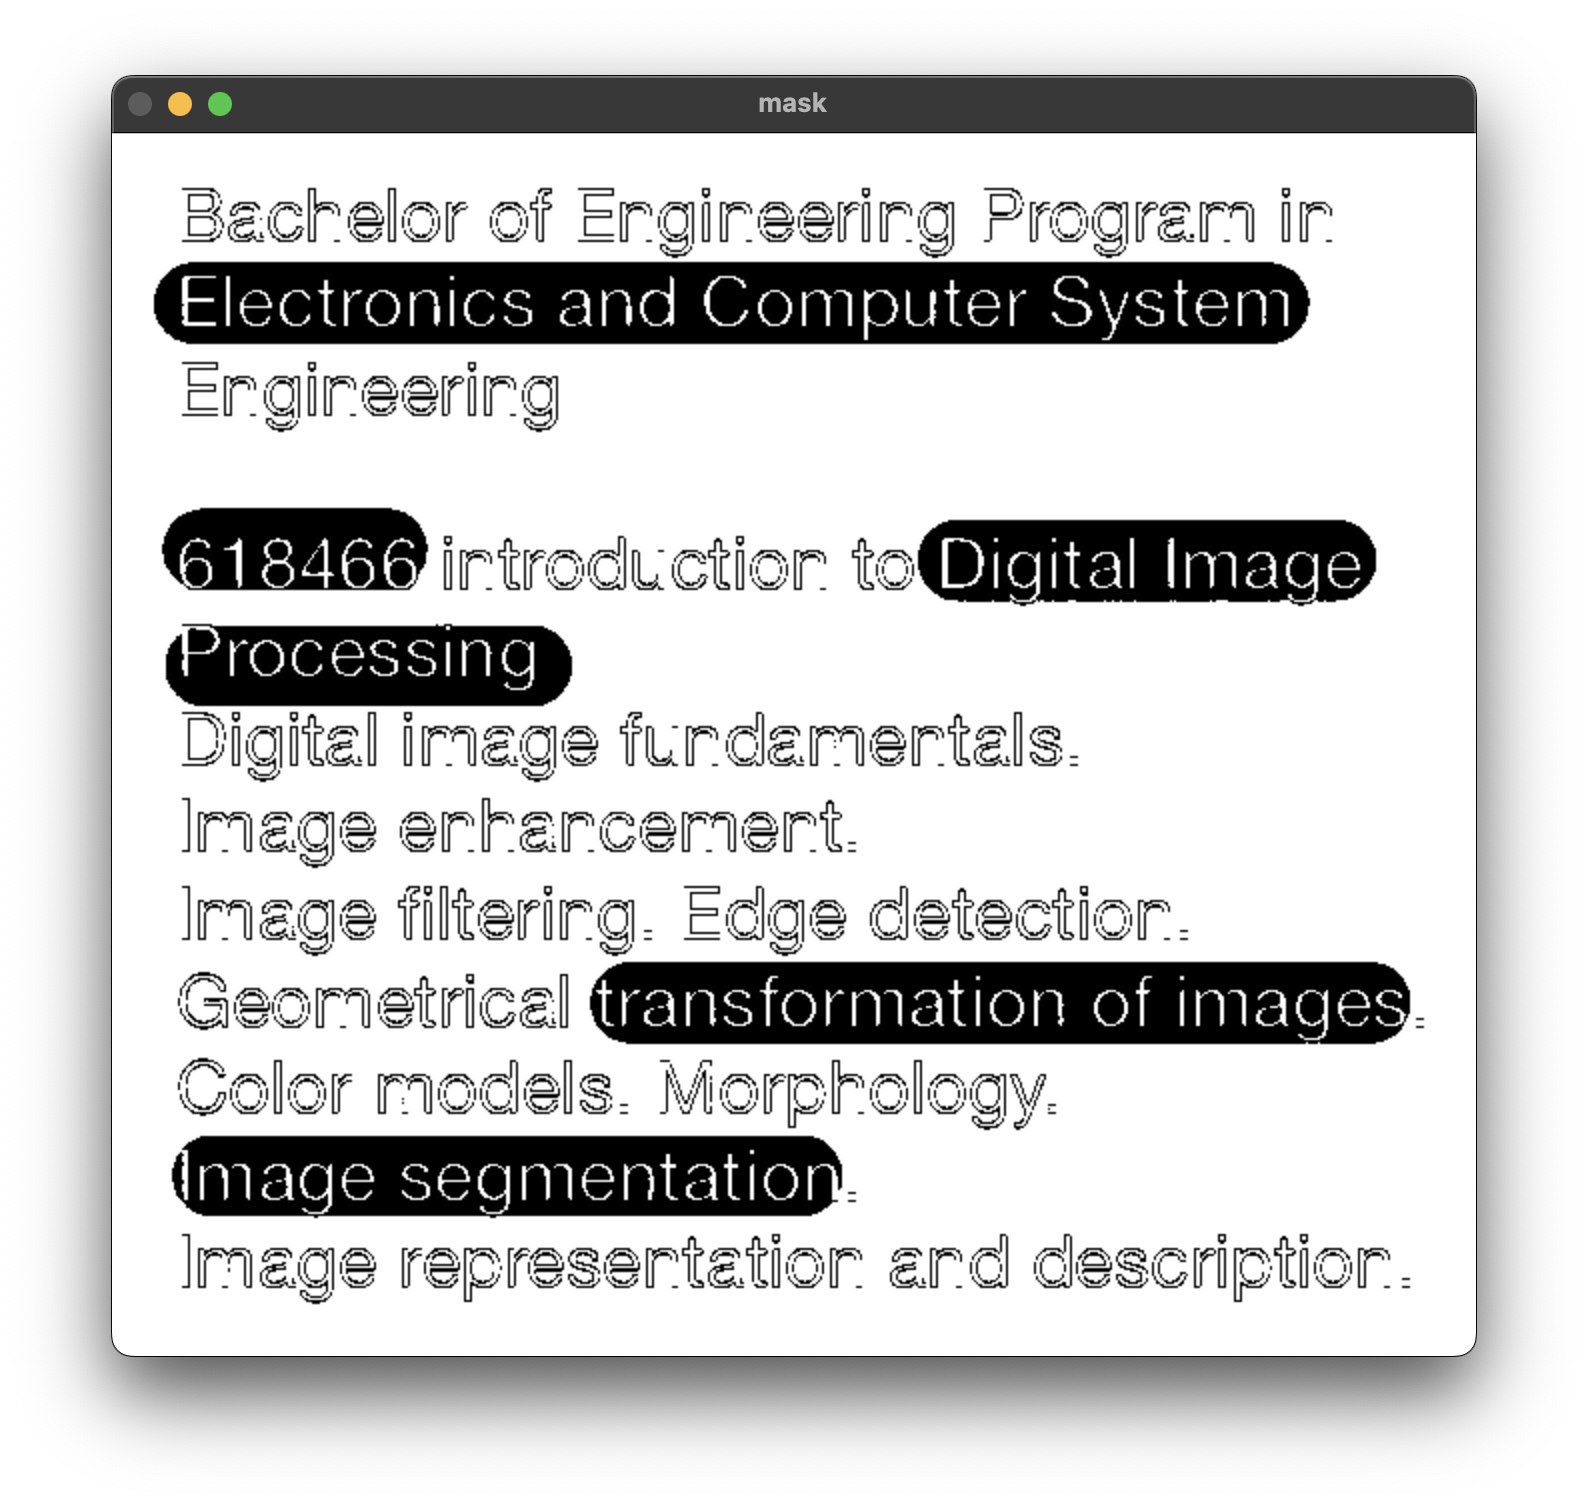 mask
Bachelor of Engineering Program in
Electronics and Computer System
Engineering
618466 introduction to Digital Image
Processing
Digital image fundamentals.
Image enhancement.
Image filtering. Edge detection.
Geometrical transformation of images.
Color models. Morphology.
Image segmentation.
Image representation and description.